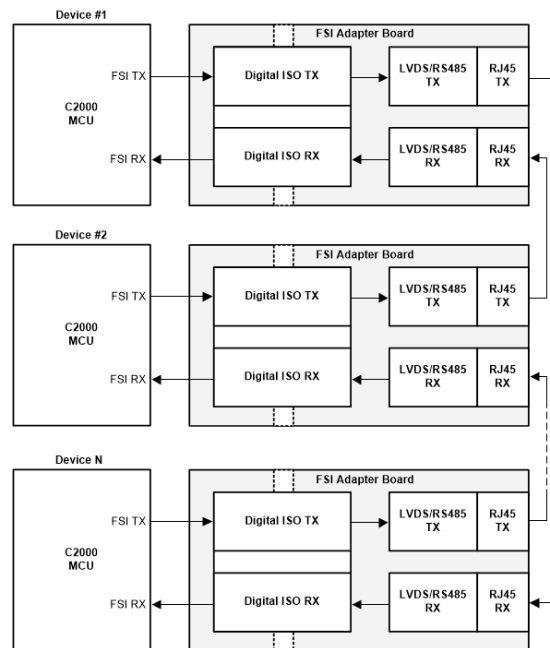 Device #1
FSI Adapter Board
FSI TX
Digital ISO TX
LVDS/RS485
TX
RJ45
TX
C2000
MCU
FSI RX
Digital ISO RX
LVDS/RS485
RX
RJ45
RX
Device #2
FSI Adapter Board
FSI TX
Digital ISO TX
LVDS/RS485
TX
RJ45
TX
C2000
MCU
FSI RX
Digital ISO RX
LVDS/RS485
RX
RJ45
RX
Device N
FSI Adapter Board
FSI TX
Digital ISO TX
LVDS/RS485
TX
RJ45
TX
C2000
MCU
FSI RX
Digital ISO RX
LVDS/RS485
RX
RJ45
RX